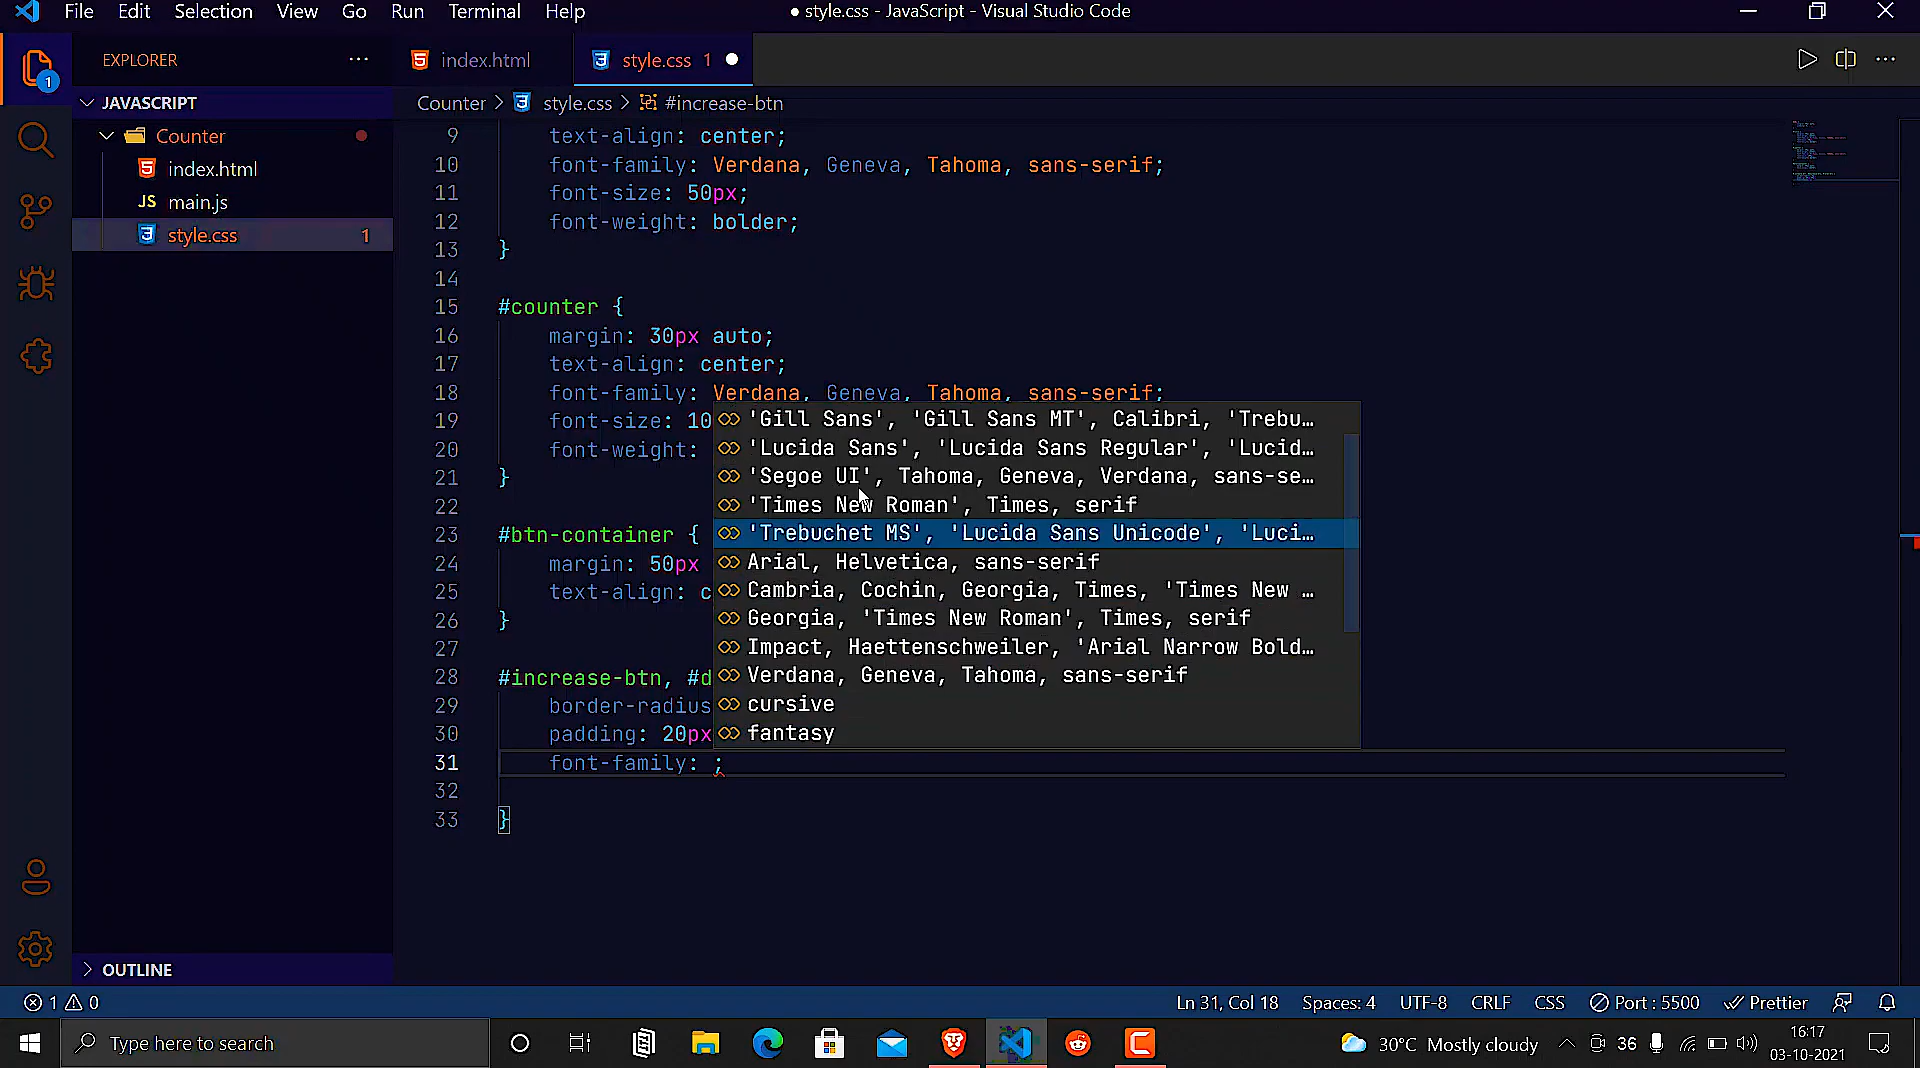 File Edit Selection View Go Run Terminal Help ● style.css - JavaScript - Visual Studio Code
EXPLORER ···
index.html
style.css 1
JAVASCRIPT
Counter > style.css > #increase-btn
Counter
index.html
JS main.js
style.css 1
9 text-align: center;
10 font-family: Verdana, Geneva, Tahoma, sans-serif;
11 font-size: 50px;
12 font-weight: bolder;
13 }
14
15 #counter {
16 margin: 30px auto;
17 text-align: center;
18 font-family: Verdana, Geneva, Tahoma, sans-serif;
19 font-size: 10
20 font-weight:
21 }
22
23 #btn-container {
24 margin: 50px
25 text-align: c
26 }
27
28 #increase-btn, #d
29 border-radius
30 padding: 20px
31 font-family: ;
32
33 }
'Gill Sans', 'Gill Sans MT', Calibri, 'Trebu…
'Lucida Sans', 'Lucida Sans Regular', 'Lucid…
'Segoe UI', Tahoma, Geneva, Verdana, sans-se…
'Times New Roman', Times, serif
'Trebuchet MS', 'Lucida Sans Unicode', 'Luci…
Arial, Helvetica, sans-serif
Cambria, Cochin, Georgia, Times, 'Times New …
Georgia, 'Times New Roman', Times, serif
Impact, Haettenschweiler, 'Arial Narrow Bold…
Verdana, Geneva, Tahoma, sans-serif
cursive
fantasy
1
OUTLINE
1 0
Ln 31, Col 18 Spaces: 4 UTF-8 CRLF CSS Port : 5500 Prettier
Type here to search
30°C Mostly cloudy
36
16:17
03-10-2021